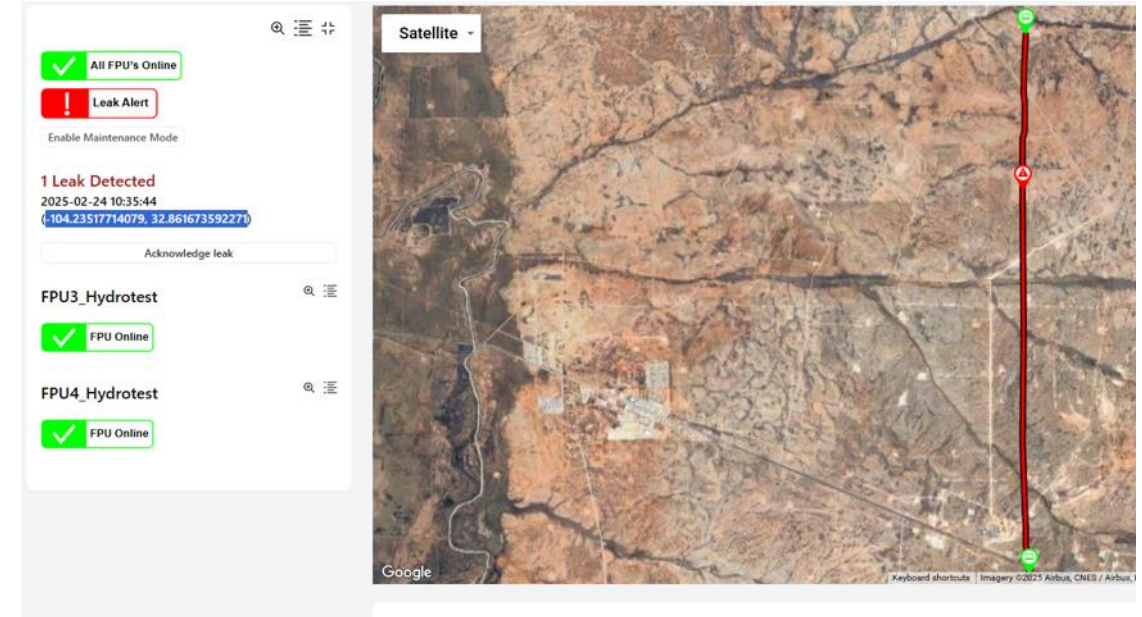 All FPU's Online
Leak Alert
Enable Maintenance Mode
1 Leak Detected
2025-02-24 10:35:44
(-104.23517714079, 32.861673592271)
Acknowledge leak
FPU3_Hydrotest
FPU Online
FPU4_Hydrotest
FPU Online
Satellite
Google
Keyboard shortcuts
Imagery ©2025 Airbus, CNES / Airbus,